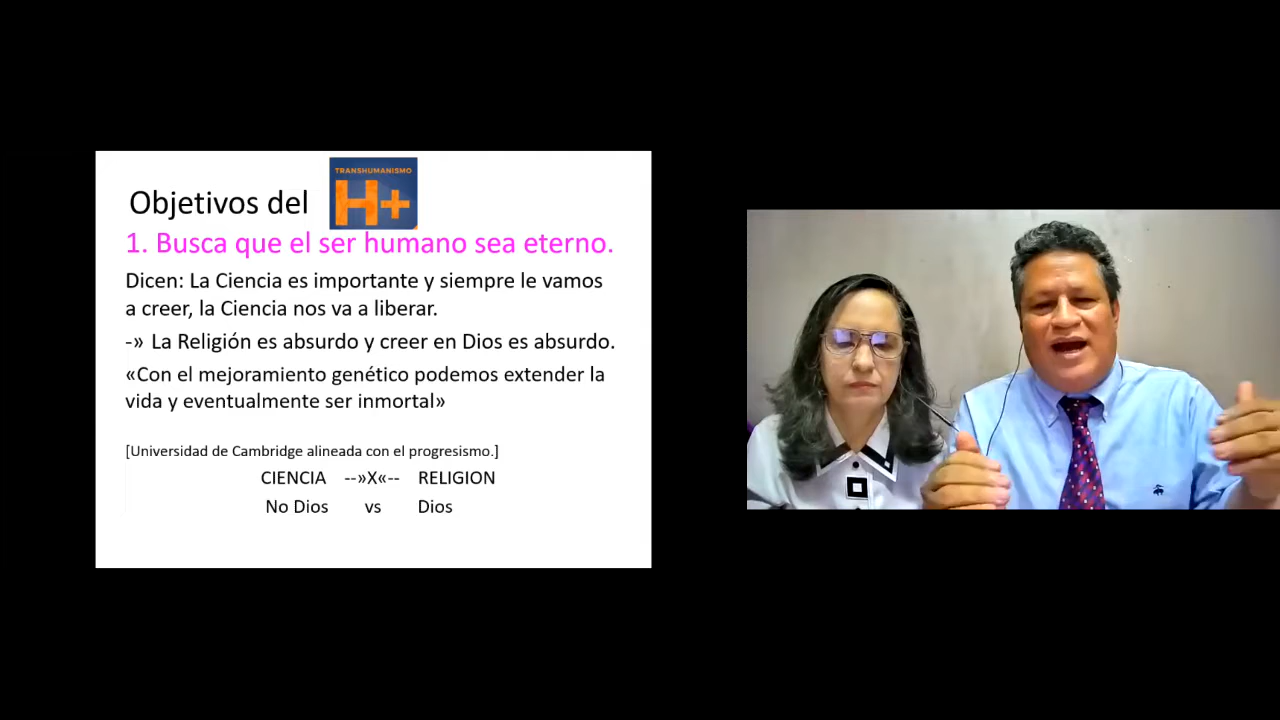 Objetivos del
TRANSHUMANISMO
H+
1. Busca que el ser humano sea eterno.
Dicen: La Ciencia es importante y siempre le vamos
a creer, la Ciencia nos va a liberar.
-» La Religión es absurdo y creer en Dios es absurdo.
«Con el mejoramiento genético podemos extender la
vida y eventualmente ser inmortal»
[Universidad de Cambridge alineada con el progresismo.]
CIENCIA --»X«-- RELIGION
No Dios vs Dios